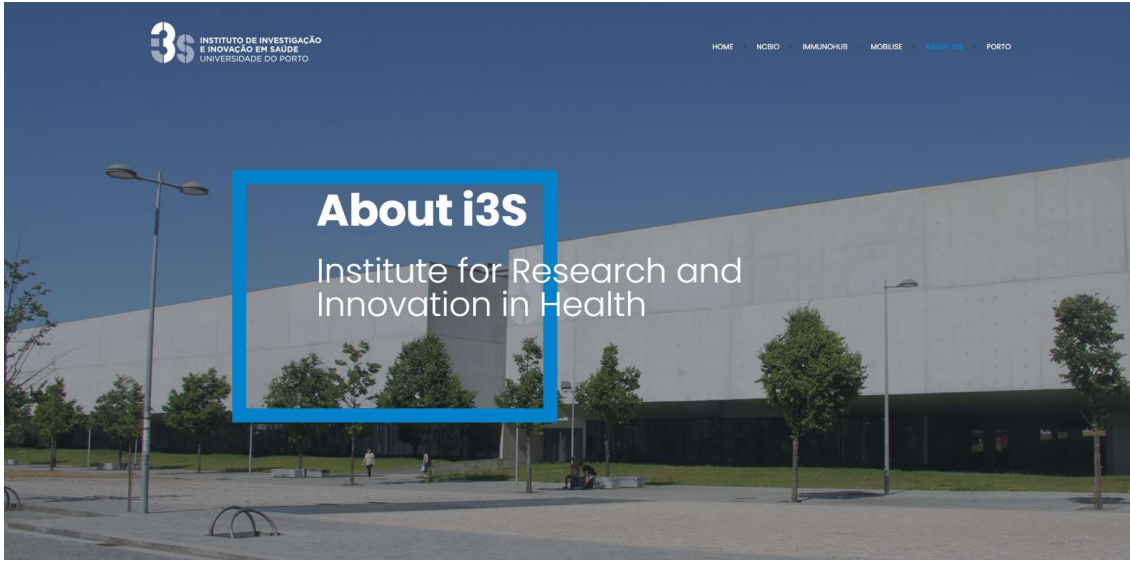 i3S
INSTITUTO DE INVESTIGAÇÃO
E INOVAÇÃO EM SAÚDE
UNIVERSIDADE DO PORTO
HOME
NCBIO
IMMUNOHUB
MOBILISE
ABOUT I3S
PORTO
About i3S
Institute for Research and
Innovation in Health